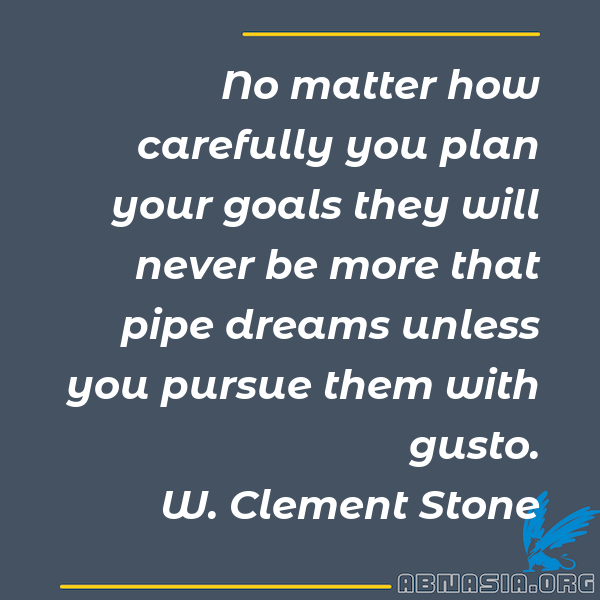 No matter how
carefully you plan
your goals they will
never be more that
pipe dreams unless
you pursue them with
gusto.
W. Clement Stone
ABNASIA.ORG